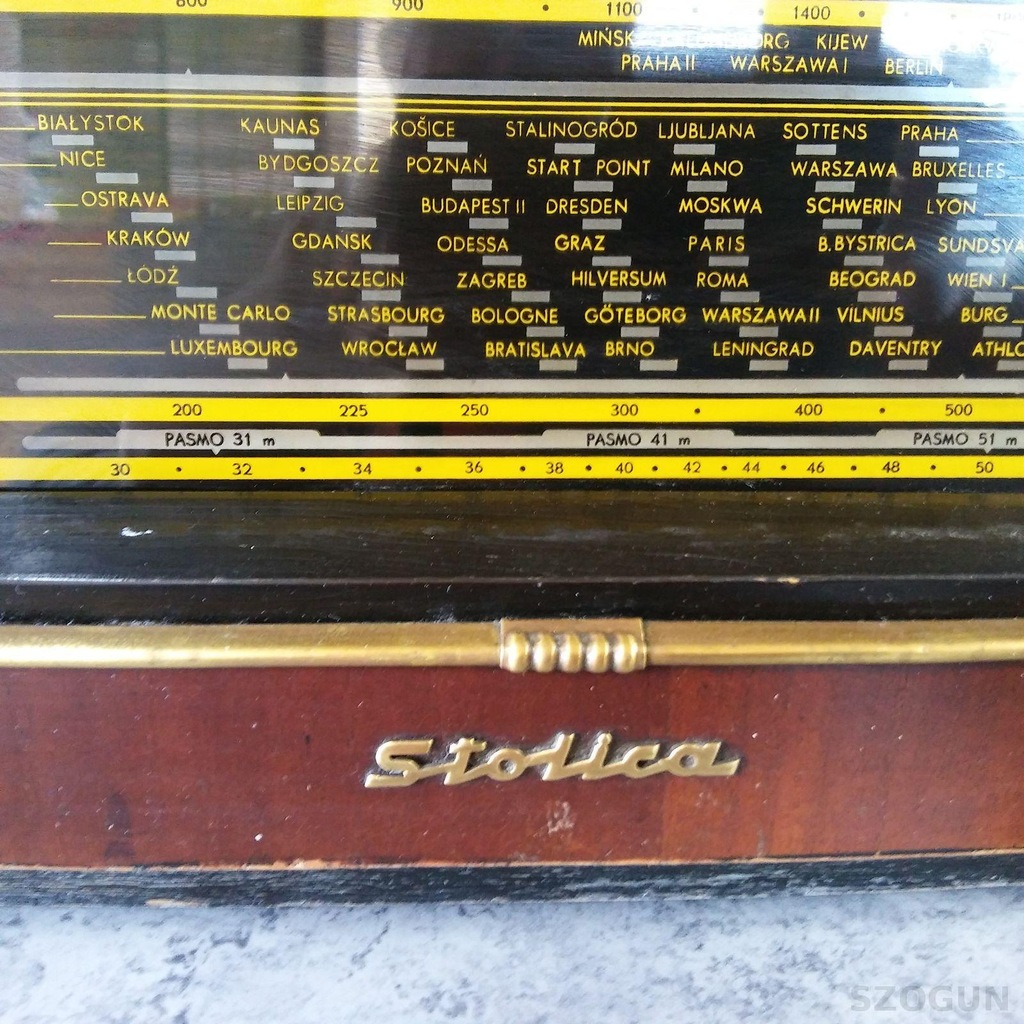 800 900 • 1100 • 1400 •
MIŃSK KIJEW
PRAHA II WARSZAWA I BERLIN
BIAŁYSTOK KAUNAS KOŠICE STALINOGRÓD LJUBLJANA SOTTENS PRAHA
NICE BYDGOSZCZ POZNAŃ START POINT MILANO WARSZAWA BRUXELLES
OSTRAVA LEIPZIG BUDAPEST II DRESDEN MOSKWA SCHWERIN LYON
KRAKÓW GDAŃSK ODESSA GRAZ PARIS B.BYSTRICA SUNDSVA
ŁÓDŹ SZCZECIN ZAGREB HILVERSUM ROMA BEOGRAD WIEN I
MONTE CARLO STRASBOURG BOLOGNE GÖTEBORG WARSZAWA II VILNIUS BURG
LUXEMBOURG WROCŁAW BRATISLAVA BRNO LENINGRAD DAVENTRY ATHLO
200 225 250 300 • 400 • 500
PASMO 31 m PASMO 41 m PASMO 51 m
30 • 32 • 34 • 36 • 38 • 40 • 42 • 44 • 46 • 48 • 50
Stolica
SZOGUN